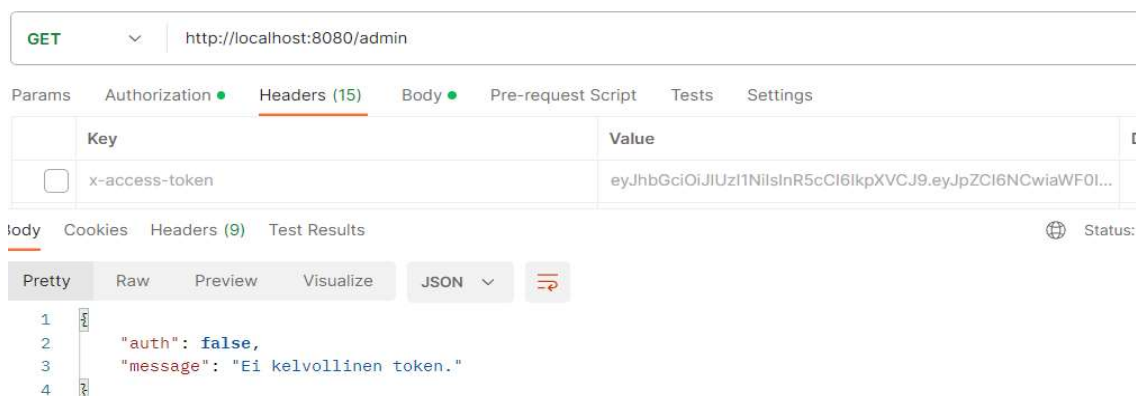 GET http://localhost:8080/admin
Params Authorization Headers (15) Body Pre-request Script Tests Settings
Key Value
x-access-token eyJhbGciOiJIUzI1NiIsInR5cCI6IkpXVCJ9.eyJpZCI6NCwiaWF0I...
Body Cookies Headers (9) Test Results Status:
Pretty Raw Preview Visualize JSON
1 {
2 "auth": false,
3 "message": "Ei kelvollinen token."
4 }